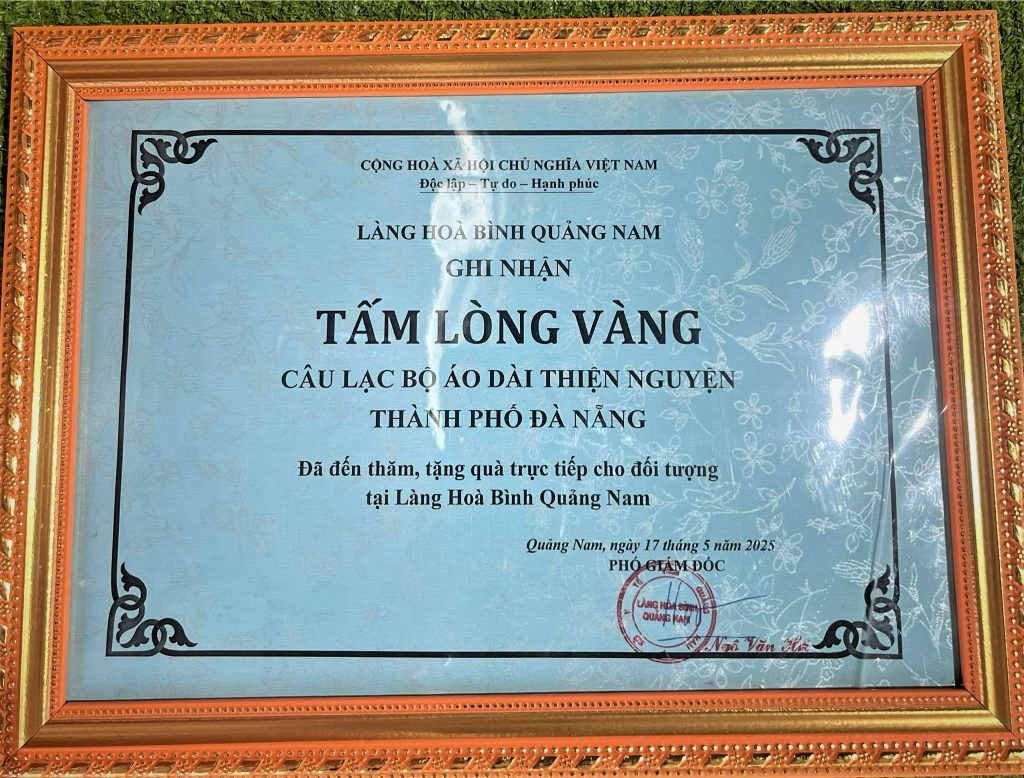 CỘNG HOÀ XÃ HỘI CHỦ NGHĨA VIỆT NAM
Độc lập – Tự do – Hạnh phúc
LÀNG HOÀ BÌNH QUẢNG NAM
GHI NHẬN
TẤM LÒNG VÀNG
CÂU LẠC BỘ ÁO DÀI THIỆN NGUYỆN
THÀNH PHỐ ĐÀ NẴNG
Đã đến thăm, tặng quà trực tiếp cho đối tượng
tại Làng Hoà Bình Quảng Nam
Quảng Nam, ngày 17 tháng 5 năm 2025
PHÓ GIÁM ĐỐC
LÀNG HOÀ BÌNH
QUẢNG NAM
Ngô Văn